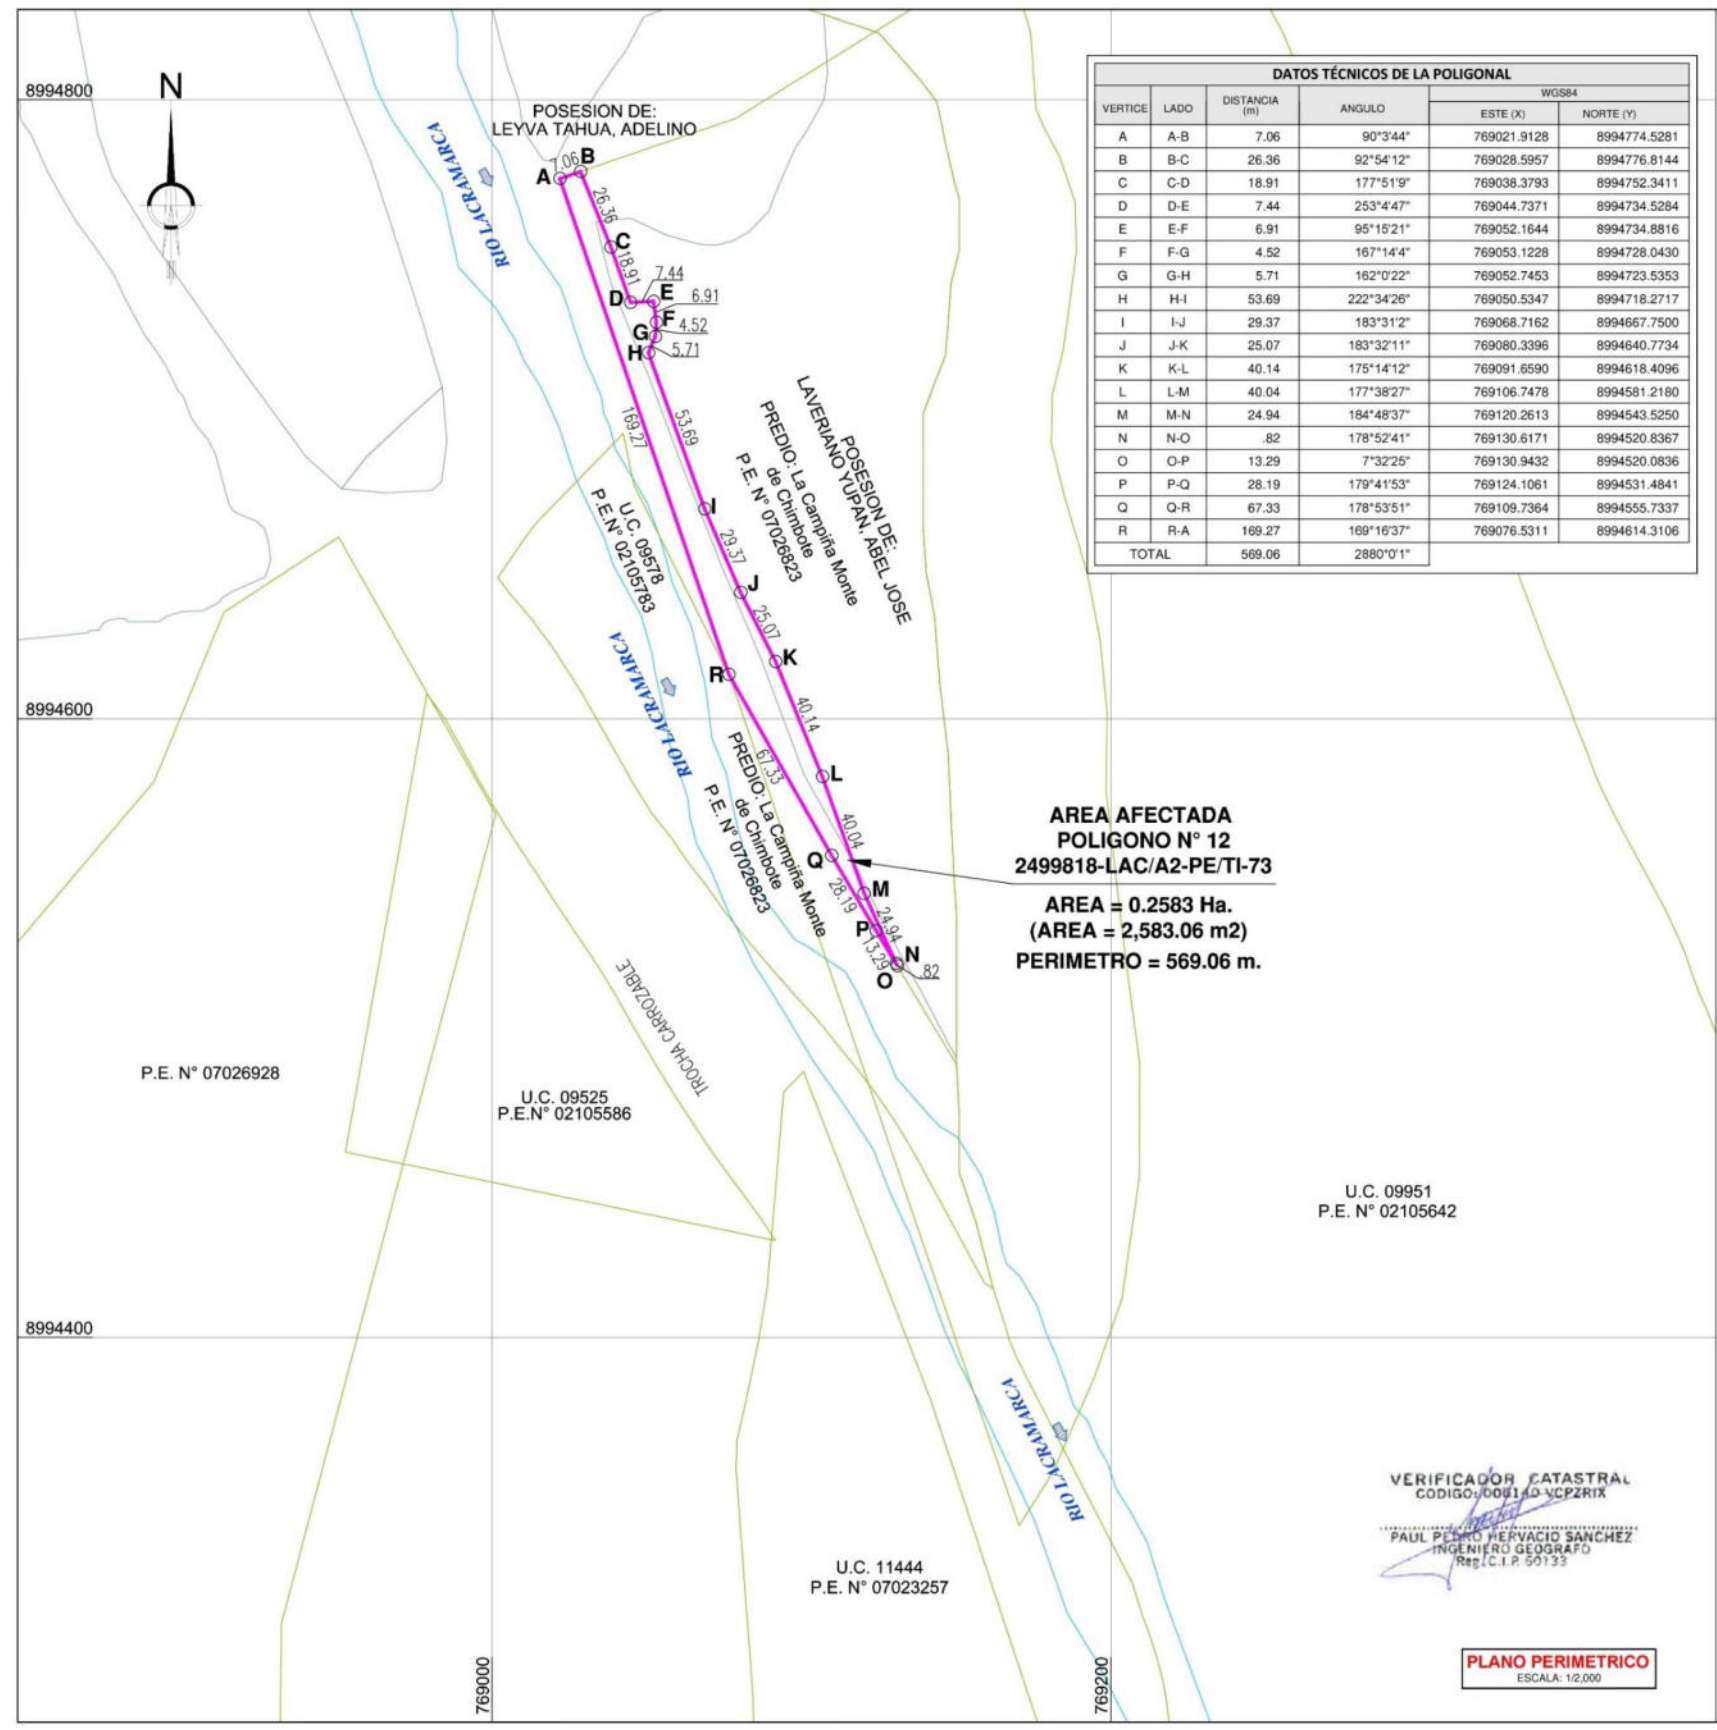 8994800
N
POSESION DE:
LEYVA TAHUA, ADELINO
RIO LACRAMARCA
A
7.06
B
26.36
C
18.91
D
7.44
E
6.91
F
4.52
G
5.71
H
169.27
53.69
I
29.37
J
25.07
K
R
40.14
L
67.33
40.04
Q
28.19
M
24.94
P
13.29
N
.82
O
POSESION DE:
LAVERIANO YUPAN, ABEL JOSE
PREDIO: La Campiña Monte
de Chimbote
P.E. N° 07026823
U.C. 09578
P.E.N° 02105783
RIO LACRAMARCA
PREDIO: La Campiña Monte
de Chimbote
P.E. N° 07026823
8994600
TROCHA CARROZABLE
AREA AFECTADA
POLIGONO N° 12
2499818-LAC/A2-PE/TI-73
AREA = 0.2583 Ha.
(AREA = 2,583.06 m2)
PERIMETRO = 569.06 m.
P.E. N° 07026928
U.C. 09525
P.E.N° 02105586
U.C. 09951
P.E. N° 02105642
8994400
RIO LACRAMARCA
U.C. 11444
P.E. N° 07023257
769000
769200
DATOS TÉCNICOS DE LA POLIGONAL
VERTICE LADO DISTANCIA (m) ANGULO WGS84
ESTE (X) NORTE (Y)
A A-B 7.06 90°3'44" 769021.9128 8994774.5281
B B-C 26.36 92°54'12" 769028.5957 8994776.8144
C C-D 18.91 177°51'9" 769038.3793 8994752.3411
D D-E 7.44 253°4'47" 769044.7371 8994734.5284
E E-F 6.91 95°15'21" 769052.1644 8994734.8816
F F-G 4.52 167°14'4" 769053.1228 8994728.0430
G G-H 5.71 162°0'22" 769052.7453 8994723.5353
H H-I 53.69 222°34'26" 769050.5347 8994718.2717
I I-J 29.37 183°31'2" 769068.7162 8994667.7500
J J-K 25.07 183°32'11" 769080.3396 8994640.7734
K K-L 40.14 175°14'12" 769091.6590 8994618.4096
L L-M 40.04 177°38'27" 769106.7478 8994581.2180
M M-N 24.94 184°48'37" 769120.2613 8994543.5250
N N-O .82 178°52'41" 769130.6171 8994520.8367
O O-P 13.29 7°32'25" 769130.9432 8994520.0836
P P-Q 28.19 179°41'53" 769124.1061 8994531.4841
Q Q-R 67.33 178°53'51" 769109.7364 8994555.7337
R R-A 169.27 169°16'37" 769076.5311 8994614.3106
TOTAL 569.06 2880°0'1"
VERIFICADOR CATASTRAL
CODIGO: 006140 VCPZRIX
PAUL PEDRO HERVACIO SANCHEZ
INGENIERO GEOGRAFO
Reg. C.I.P. 60133
PLANO PERIMETRICO
ESCALA: 1/2,000